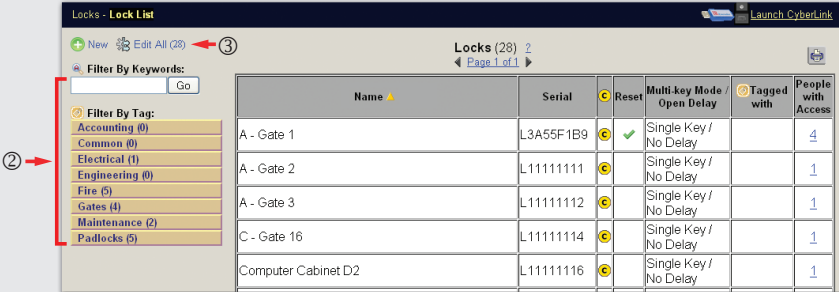 Locks - Lock List
Launch CyberLink
New Edit All (28)
③
Locks (28) ?
Page 1 of 1
Filter By Keywords:
Go
②
Filter By Tag:
Accounting (0)
Common (0)
Electrical (1)
Engineering (0)
Fire (5)
Gates (4)
Maintenance (2)
Padlocks (5)
Name Serial C Reset Multi-key Mode / Open Delay Tagged with People with Access
A - Gate 1 L3A55F1B9 C Single Key / No Delay 4
A - Gate 2 L11111111 C Single Key / No Delay 1
A - Gate 3 L11111112 C Single Key / No Delay 1
C - Gate 16 L11111114 C Single Key / No Delay 1
Computer Cabinet D2 L11111116 C Single Key / No Delay 1